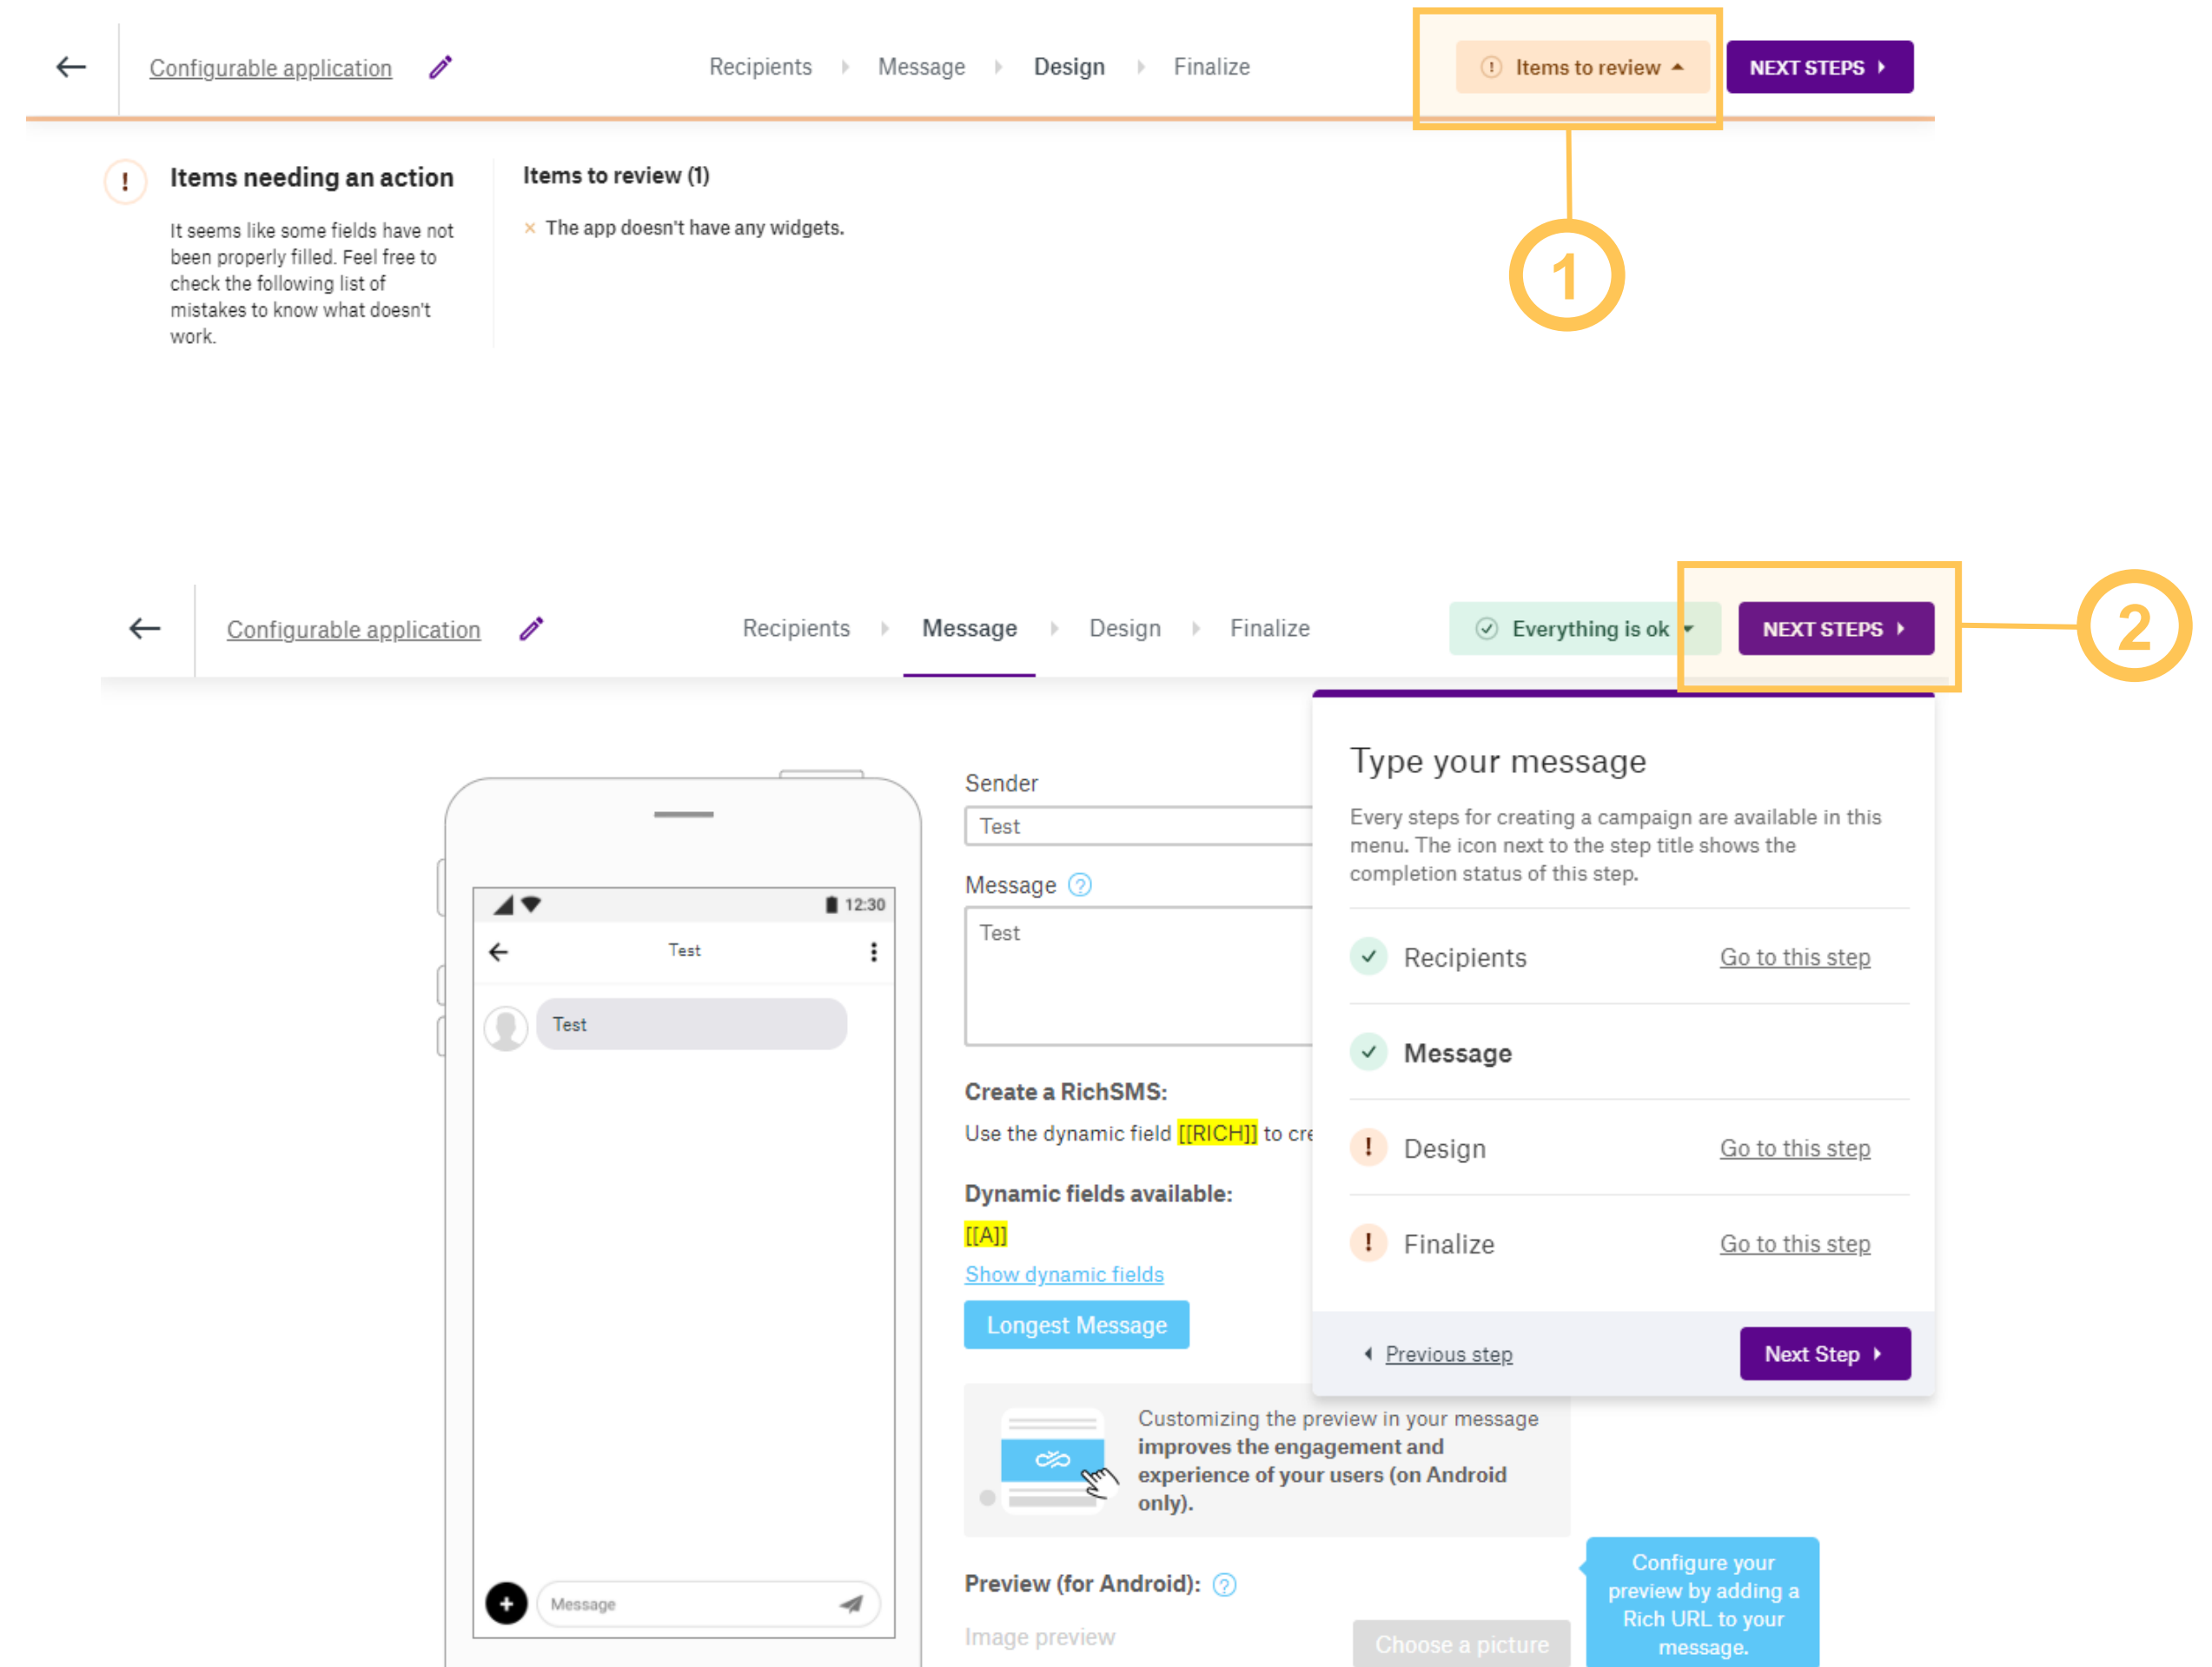 Configurable application
Recipients
Message
Design
Finalize
Items to review
NEXT STEPS
Items needing an action
It seems like some fields have not
been properly filled. Feel free to
check the following list of
mistakes to know what doesn't
work.
Items to review (1)
× The app doesn't have any widgets.
1
Configurable application
Recipients
Message
Design
Finalize
Everything is ok
NEXT STEPS
2
12:30
Test
Test
Message
Sender
Test
Message ?
Test
Create a RichSMS:
Use the dynamic field [[RICH]] to cre
Dynamic fields available:
[[A]]
Show dynamic fields
Longest Message
Customizing the preview in your message
improves the engagement and
experience of your users (on Android
only).
Preview (for Android): ?
Image preview
Choose a picture
Configure your
preview by adding a
Rich URL to your
message.
Type your message
Every steps for creating a campaign are available in this
menu. The icon next to the step title shows the
completion status of this step.
Recipients
Go to this step
Message
! Design
Go to this step
! Finalize
Go to this step
Previous step
Next Step